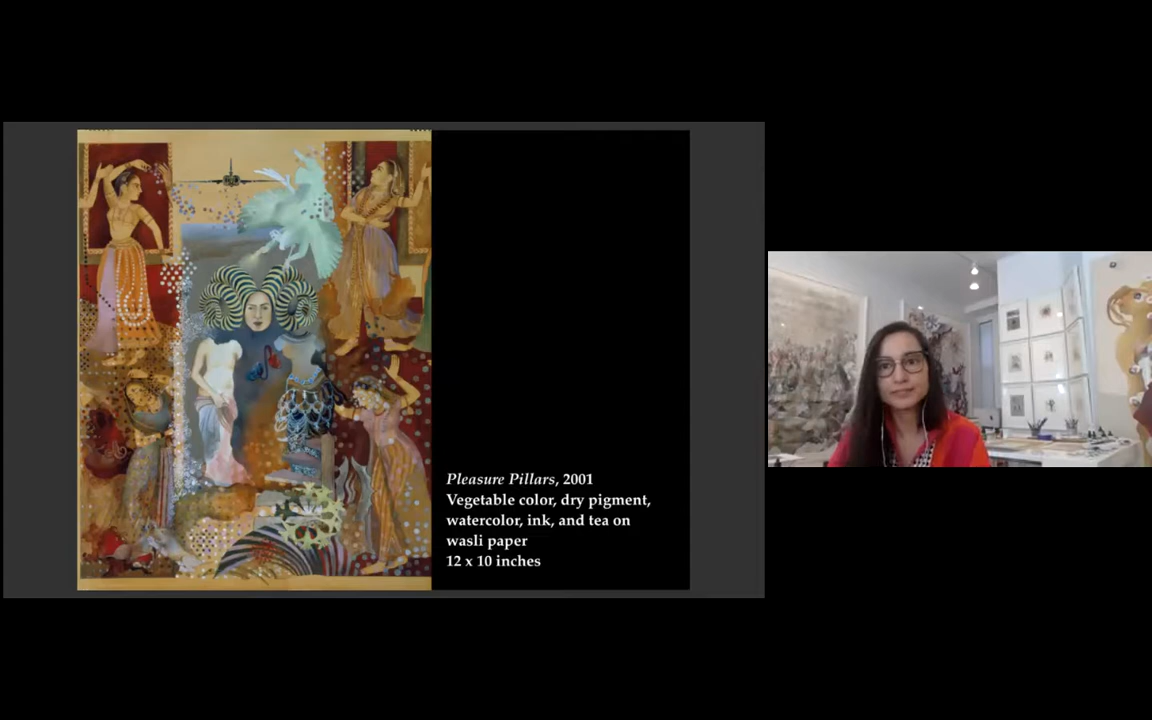 Pleasure Pillars, 2001
Vegetable color, dry pigment,
watercolor, ink, and tea on
wasli paper
12 x 10 inches